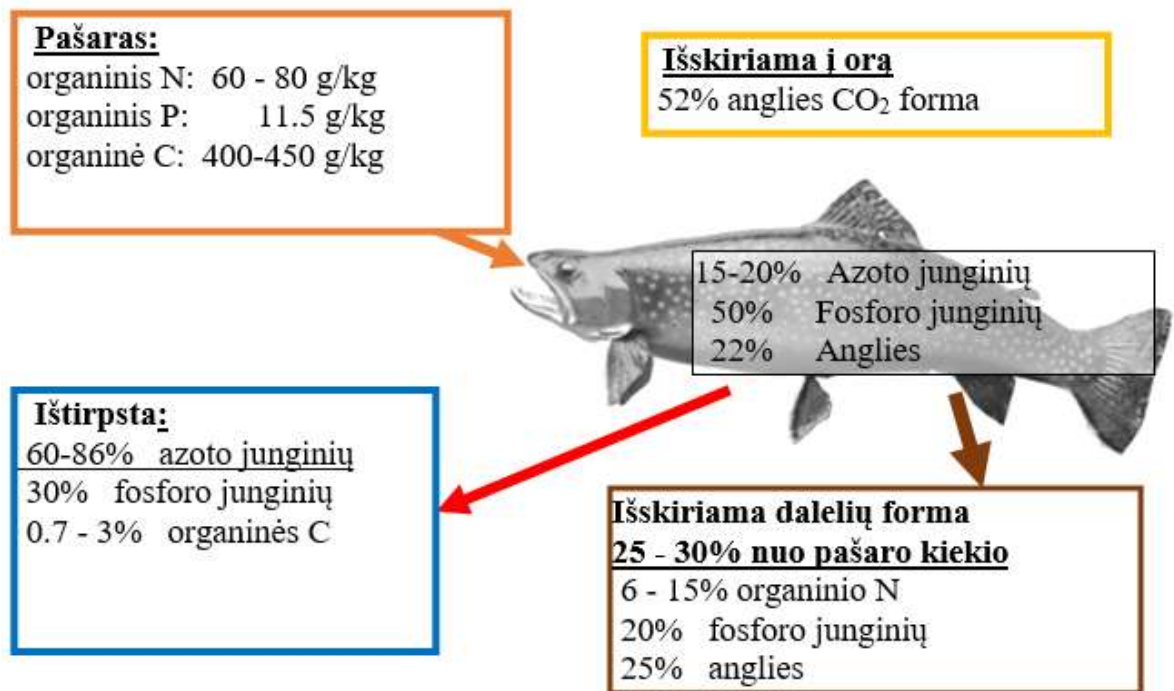 Pašaras:
organinis N: 60 - 80 g/kg
organinis P: 11.5 g/kg
organinė C: 400-450 g/kg
Išskiriama į orą
52% anglies CO₂ forma
15-20% Azoto junginių
50% Fosforo junginių
22% Anglies
Ištirpsta:
60-86% azoto junginių
30% fosforo junginių
0.7 - 3% organinės C
Išskiriama dalelių forma
25 - 30% nuo pašaro kiekio
6 - 15% organinio N
20% fosforo junginių
25% anglies